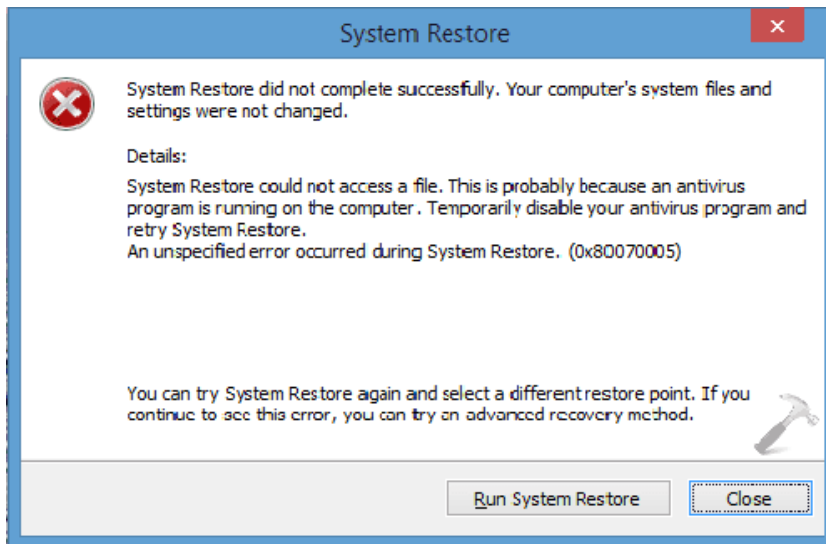 System Restore
System Restore did not complete successfully. Your computer's system files and
settings were not changed.
Details:
System Restore could not access a file. This is probably because an antivirus
program is running on the computer. Temporarily disable your antivirus program and
retry System Restore.
An unspecified error occurred during System Restore. (0x80070005)
You can try System Restore again and select a different restore point. If you
continue to see this error, you can try an advanced recovery method.
Run System Restore
Close